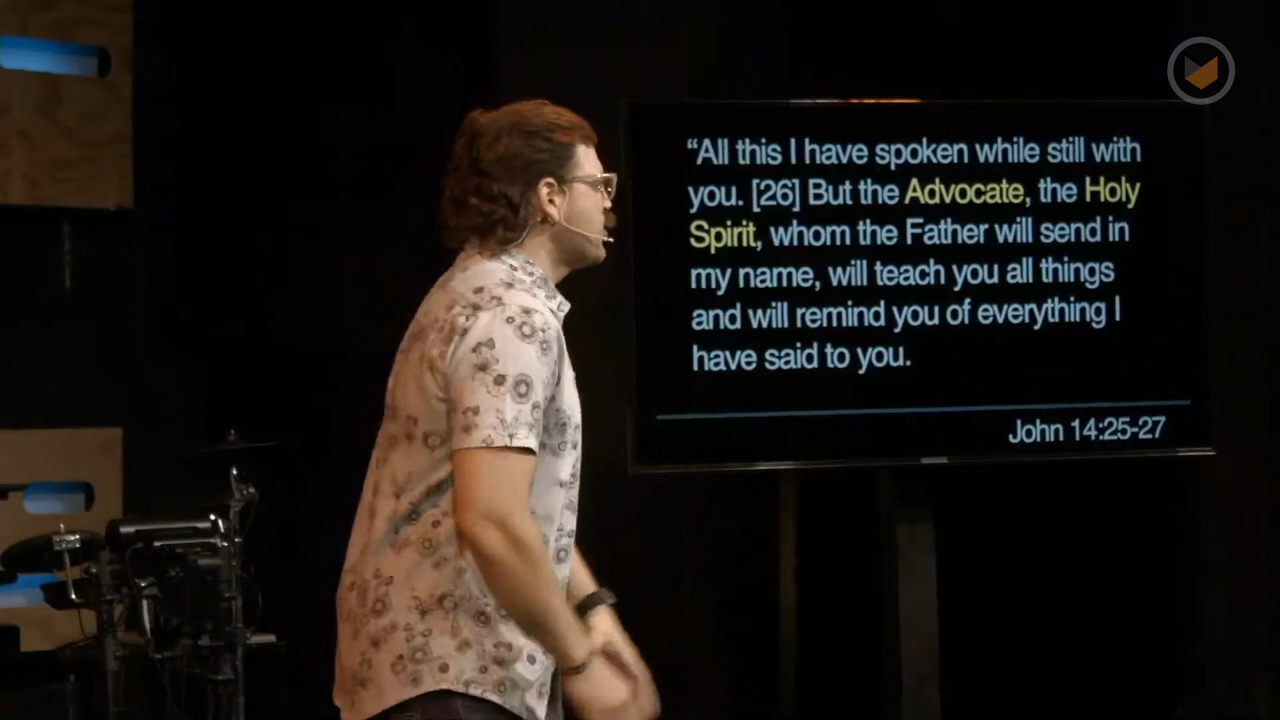 “All this I have spoken while still with
you. [26] But the Advocate, the Holy
Spirit, whom the Father will send in
my name, will teach you all things
and will remind you of everything I
have said to you.
John 14:25-27